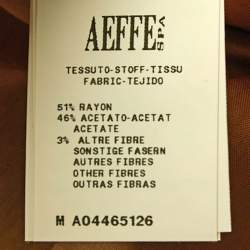 AEFFE SPA
TESSUTO-STOFF-TISSU
FABRIC-TEJIDO
51% RAYON
46% ACETATO-ACETAT
ACETATE
3% ALTRE FIBRE
SONSTIGE FASERN
AUTRES FIBRES
OTHER FIBRES
OUTRAS FIBRAS
M A04465126